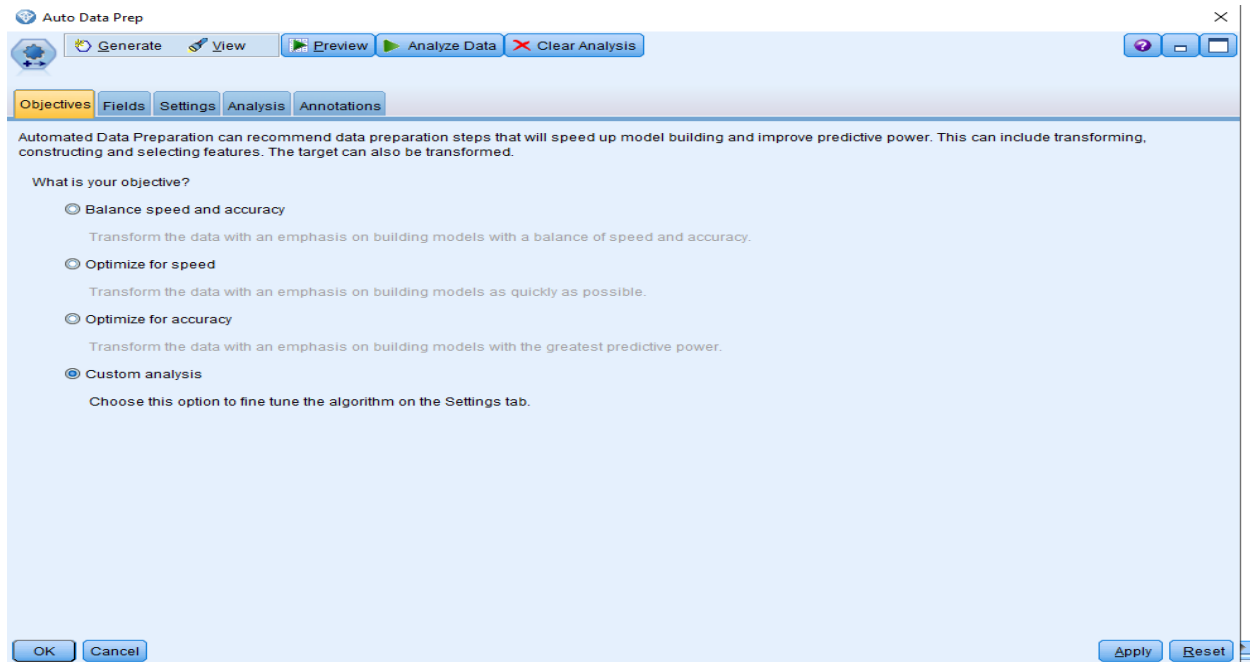 Auto Data Prep
Generate View Preview Analyze Data Clear Analysis
Objectives Fields Settings Analysis Annotations
Automated Data Preparation can recommend data preparation steps that will speed up model building and improve predictive power. This can include transforming,
constructing and selecting features. The target can also be transformed.
What is your objective?
Balance speed and accuracy
Transform the data with an emphasis on building models with a balance of speed and accuracy.
Optimize for speed
Transform the data with an emphasis on building models as quickly as possible.
Optimize for accuracy
Transform the data with an emphasis on building models with the greatest predictive power.
Custom analysis
Choose this option to fine tune the algorithm on the Settings tab.
OK Cancel Apply Reset